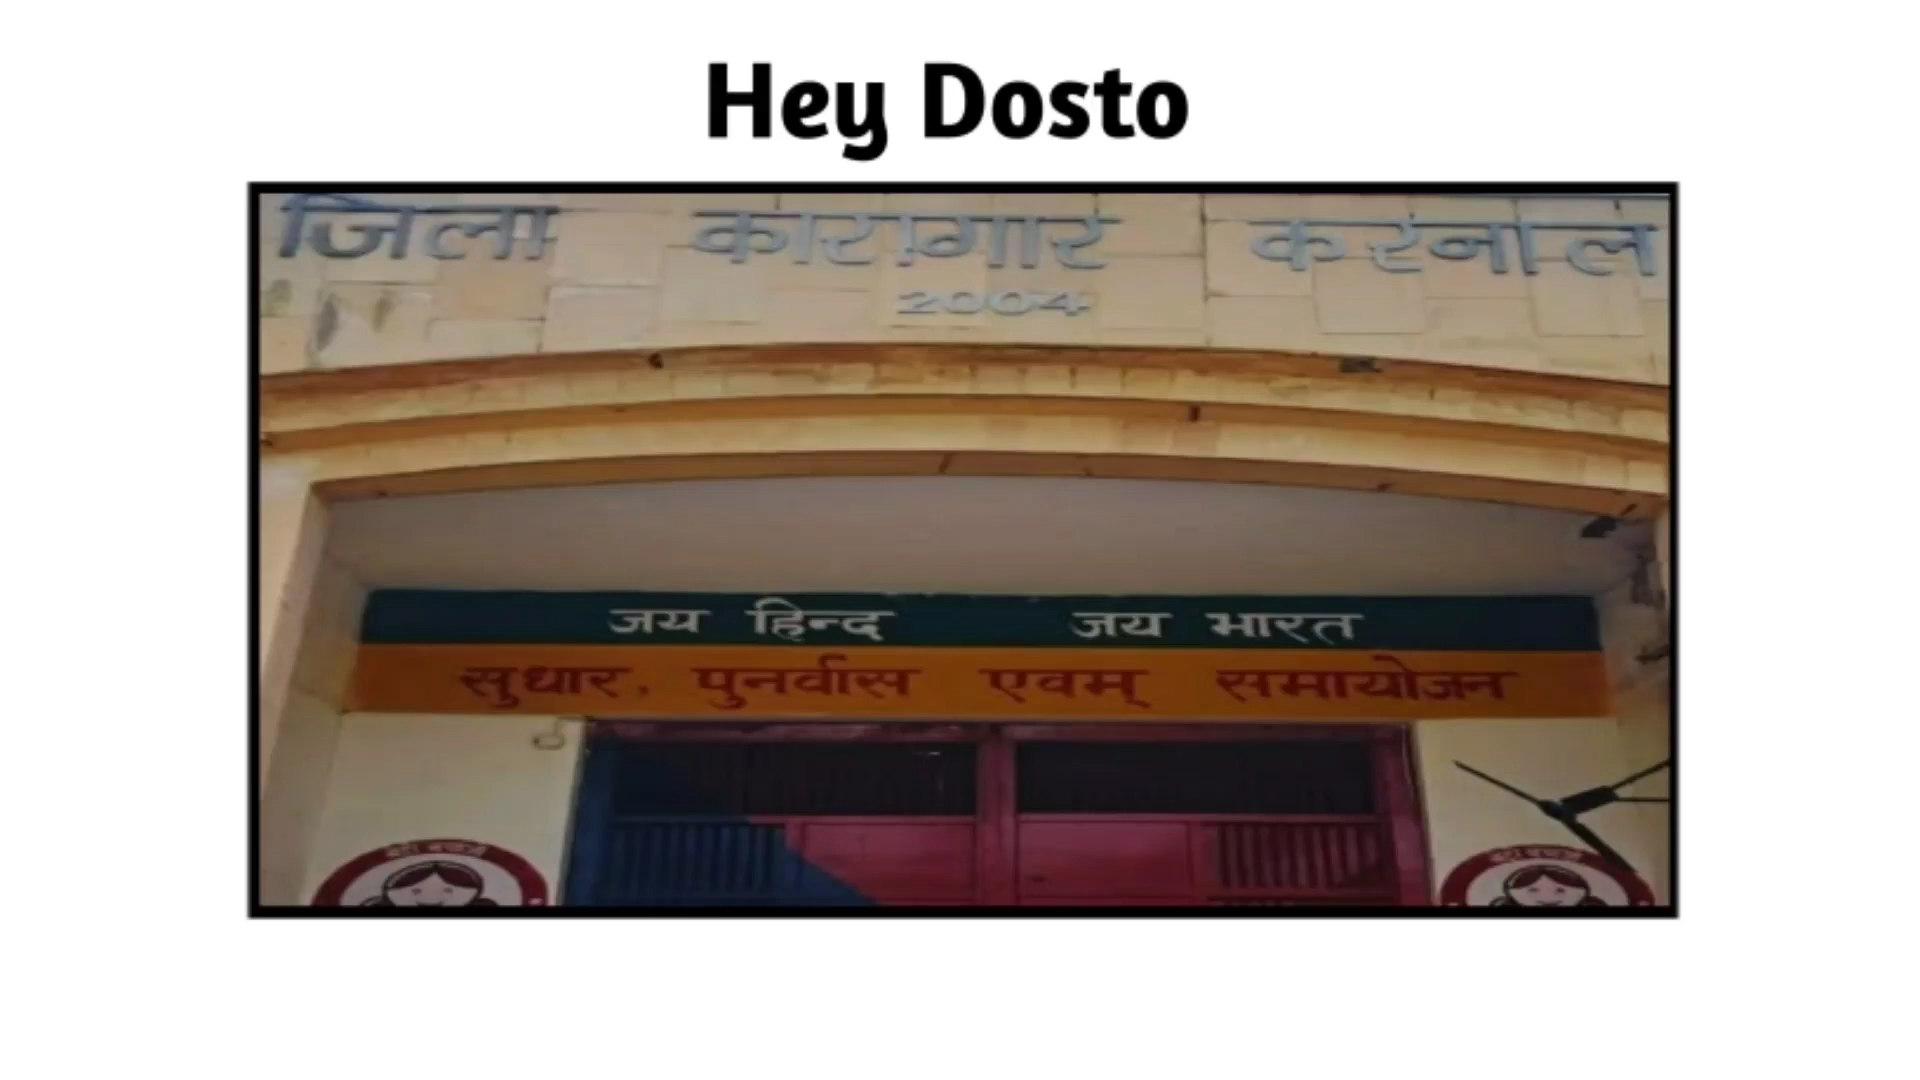 Hey Dosto
जिला कारागार करनाल
2004
जय हिन्द जय भारत
सुधार, पुनर्वास एवम् समायोजन